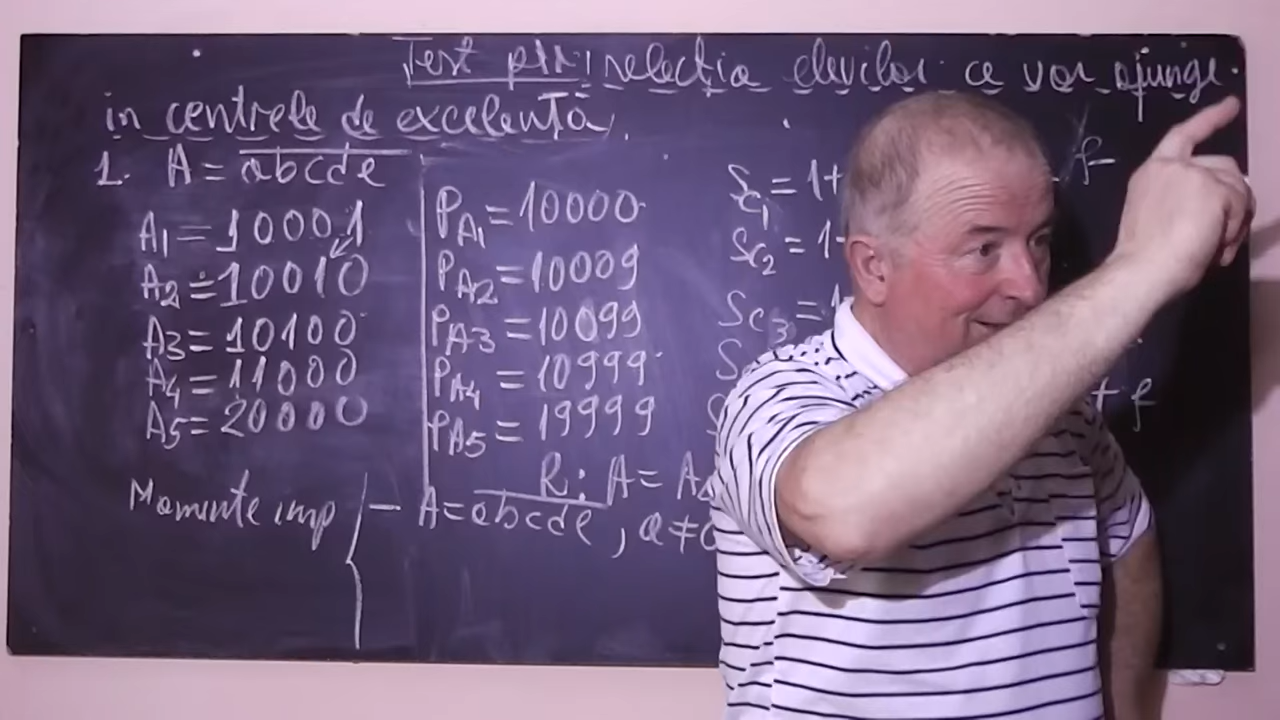 Test ptr. selecția elevilor ce vor ajunge
in centrele de excelență.
1. A = abcde
A1 = 10001
A2 = 10010
A3 = 10100
A4 = 11000
A5 = 20000
PA1 = 10000
PA2 = 10009
PA3 = 10099
PA4 = 10999
PA5 = 19999
SC1 = 1+
SC2 = 1
SC3 =
+ f
R: A = A
Momente imp
– A = abcde, a ≠